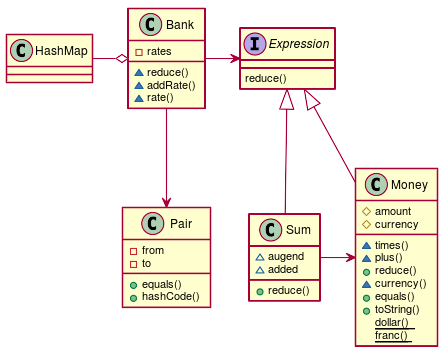 C HashMap
C Bank
rates
reduce()
addRate()
rate()
I Expression
reduce()
C Pair
from
to
equals()
hashCode()
C Sum
augend
added
reduce()
C Money
amount
currency
times()
plus()
reduce()
currency()
equals()
toString()
dollar()
franc()